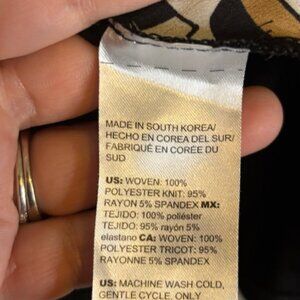 MADE IN SOUTH KOREA/
HECHO EN COREA DEL SUR/
FABRIQUÉ EN CORÉE DU
SUD
US: WOVEN: 100%
POLYESTER KNIT: 95%
RAYON 5% SPANDEX MX:
TEJIDO: 100% poliéster
TEJIDO: 95% rayón 5%
elastano CA: WOVEN: 100%
POLYESTER TRICOT: 95%
RAYONNE 5% SPANDEX
US: MACHINE WASH COLD,
GENTLE CYCLE, ONLY